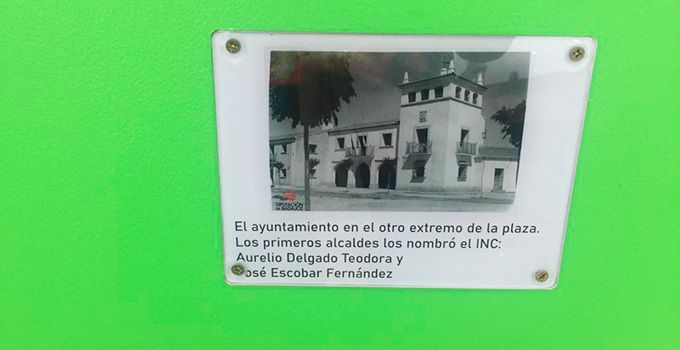 DIPUTACIÓN
DE BADAJOZ
El ayuntamiento en el otro extremo de la plaza.
Los primeros alcaldes los nombró el INC:
Aurelio Delgado Teodora y
José Escobar Fernández